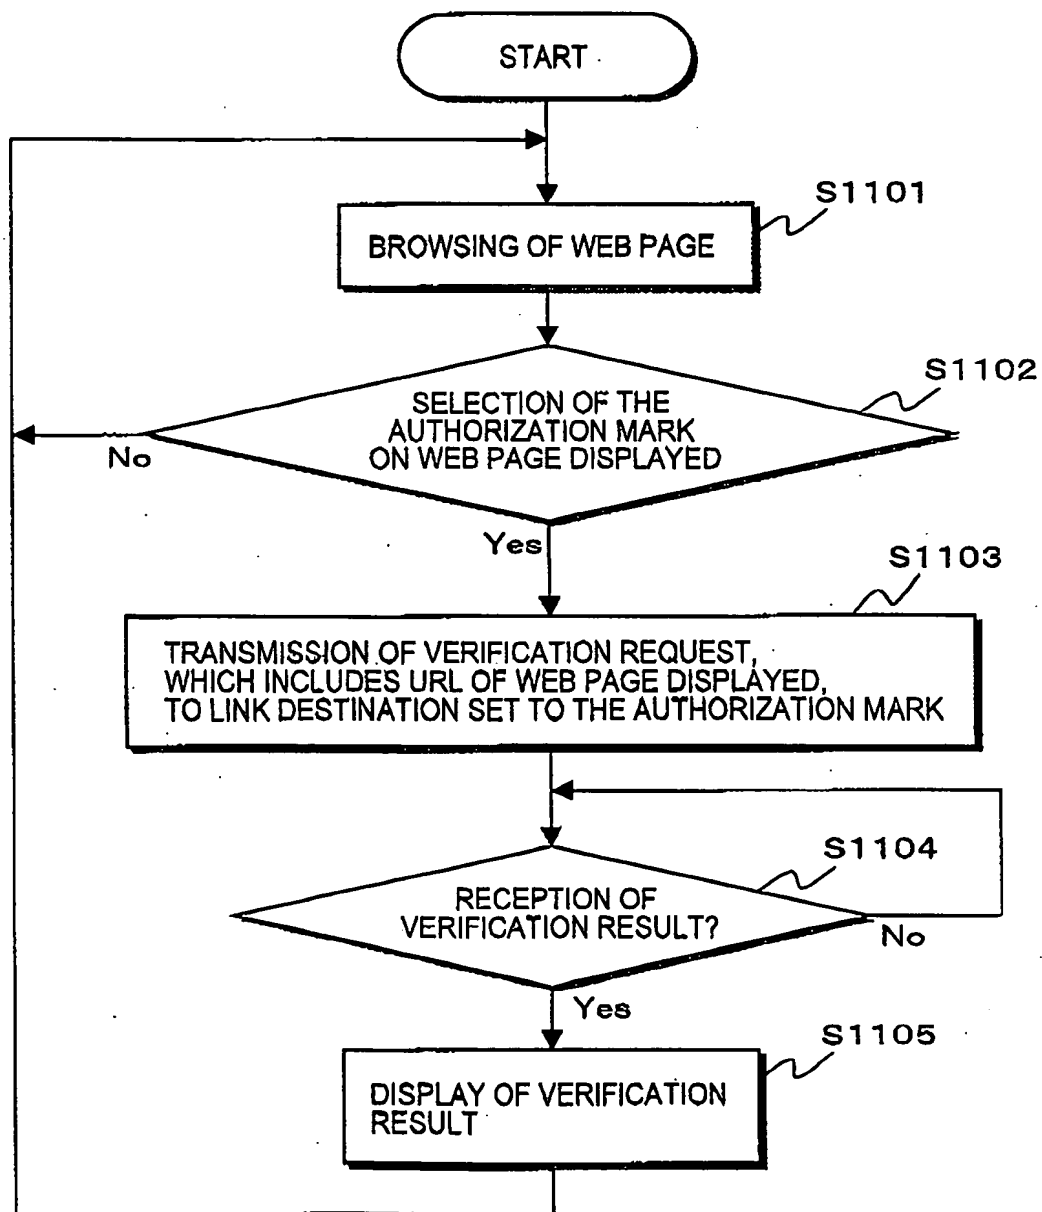 START
S1101
BROWSING OF WEB PAGE
S1102
SELECTION OF THE
AUTHORIZATION MARK
ON WEB PAGE DISPLAYED
No
Yes
S1103
TRANSMISSION OF VERIFICATION REQUEST,
WHICH INCLUDES URL OF WEB PAGE DISPLAYED,
TO LINK DESTINATION SET TO THE AUTHORIZATION MARK
S1104
RECEPTION OF
VERIFICATION RESULT?
No
Yes
S1105
DISPLAY OF VERIFICATION
RESULT